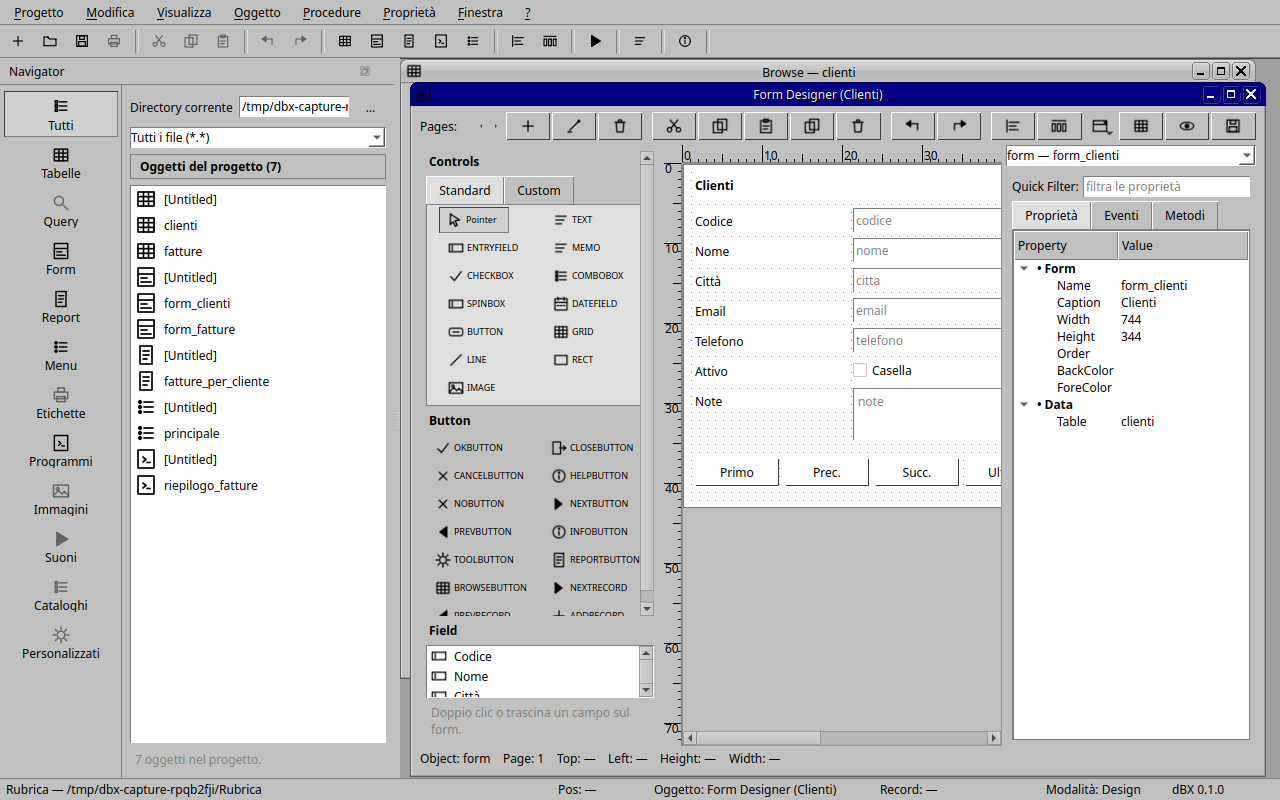 Progetto Modifica Visualizza Oggetto Procedure Proprietà Finestra ?
Navigator
Browse — clienti
Form Designer (Clienti)
Tutti
Tabelle
Query
Form
Report
Menu
Etichette
Programmi
Immagini
Suoni
Cataloghi
Personalizzati
Directory corrente /tmp/dbx-capture-r ...
Tutti i file (*.*)
Oggetti del progetto (7)
[Untitled]
clienti
fatture
[Untitled]
form_clienti
form_fatture
[Untitled]
fatture_per_cliente
[Untitled]
principale
[Untitled]
riepilogo_fatture
7 oggetti nel progetto.
Pages:
Controls
Standard Custom
Pointer TEXT
ENTRYFIELD MEMO
CHECKBOX COMBOBOX
SPINBOX DATEFIELD
BUTTON GRID
LINE RECT
IMAGE
Button
OKBUTTON CLOSEBUTTON
CANCELBUTTON HELPBUTTON
NOBUTTON NEXTBUTTON
PREVBUTTON INFOBUTTON
TOOLBUTTON REPORTBUTTON
BROWSEBUTTON NEXTRECORD
PREVRECORD ADDRECORD
Field
Codice
Nome
Città
Doppio clic o trascina un campo sul
form.
0 10 20 30
0
10
20
30
40
50
60
70
Clienti
Codice codice
Nome nome
Città citta
Email email
Telefono telefono
Attivo Casella
Note note
Primo Prec. Succ. Ul
form — form_clienti
Quick Filter: filtra le proprietà
Proprietà Eventi Metodi
Property Value
• Form
Name form_clienti
Caption Clienti
Width 744
Height 344
Order
BackColor
ForeColor
• Data
Table clienti
Object: form Page: 1 Top: — Left: — Height: — Width: —
Rubrica — /tmp/dbx-capture-rpqb2fji/Rubrica Pos: — Oggetto: Form Designer (Clienti) Record: — Modalità: Design dBX 0.1.0